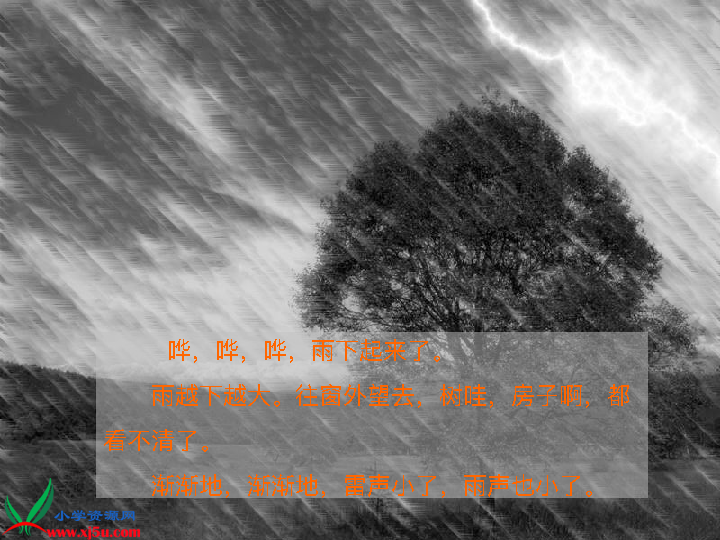 哗，哗，哗，雨下起来了。
雨越下越大。往窗外望去，树哇，房子啊，都
看不清了。
渐渐地，渐渐地，雷声小了，雨声也小了。
小学资源网
www.xj5u.com